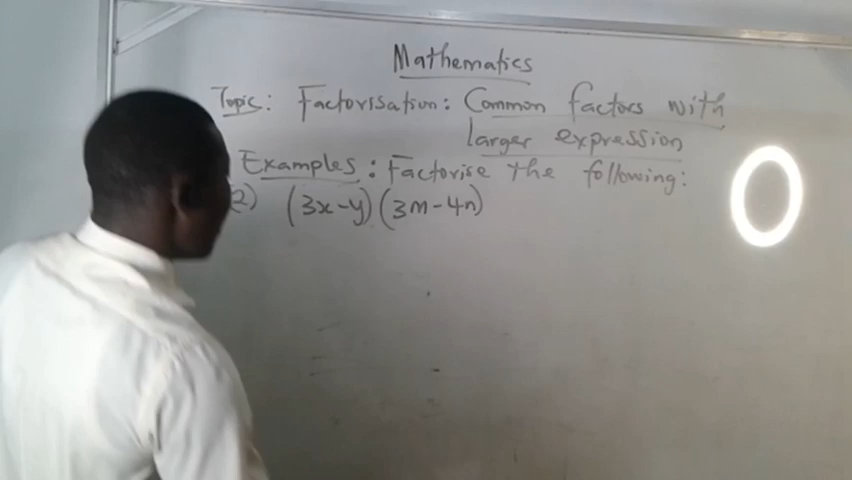 Mathematics
Topic: Factorisation: Common factors with
larger expression
Examples: Factorise the following:
2) (3x-y)(3m-4n)